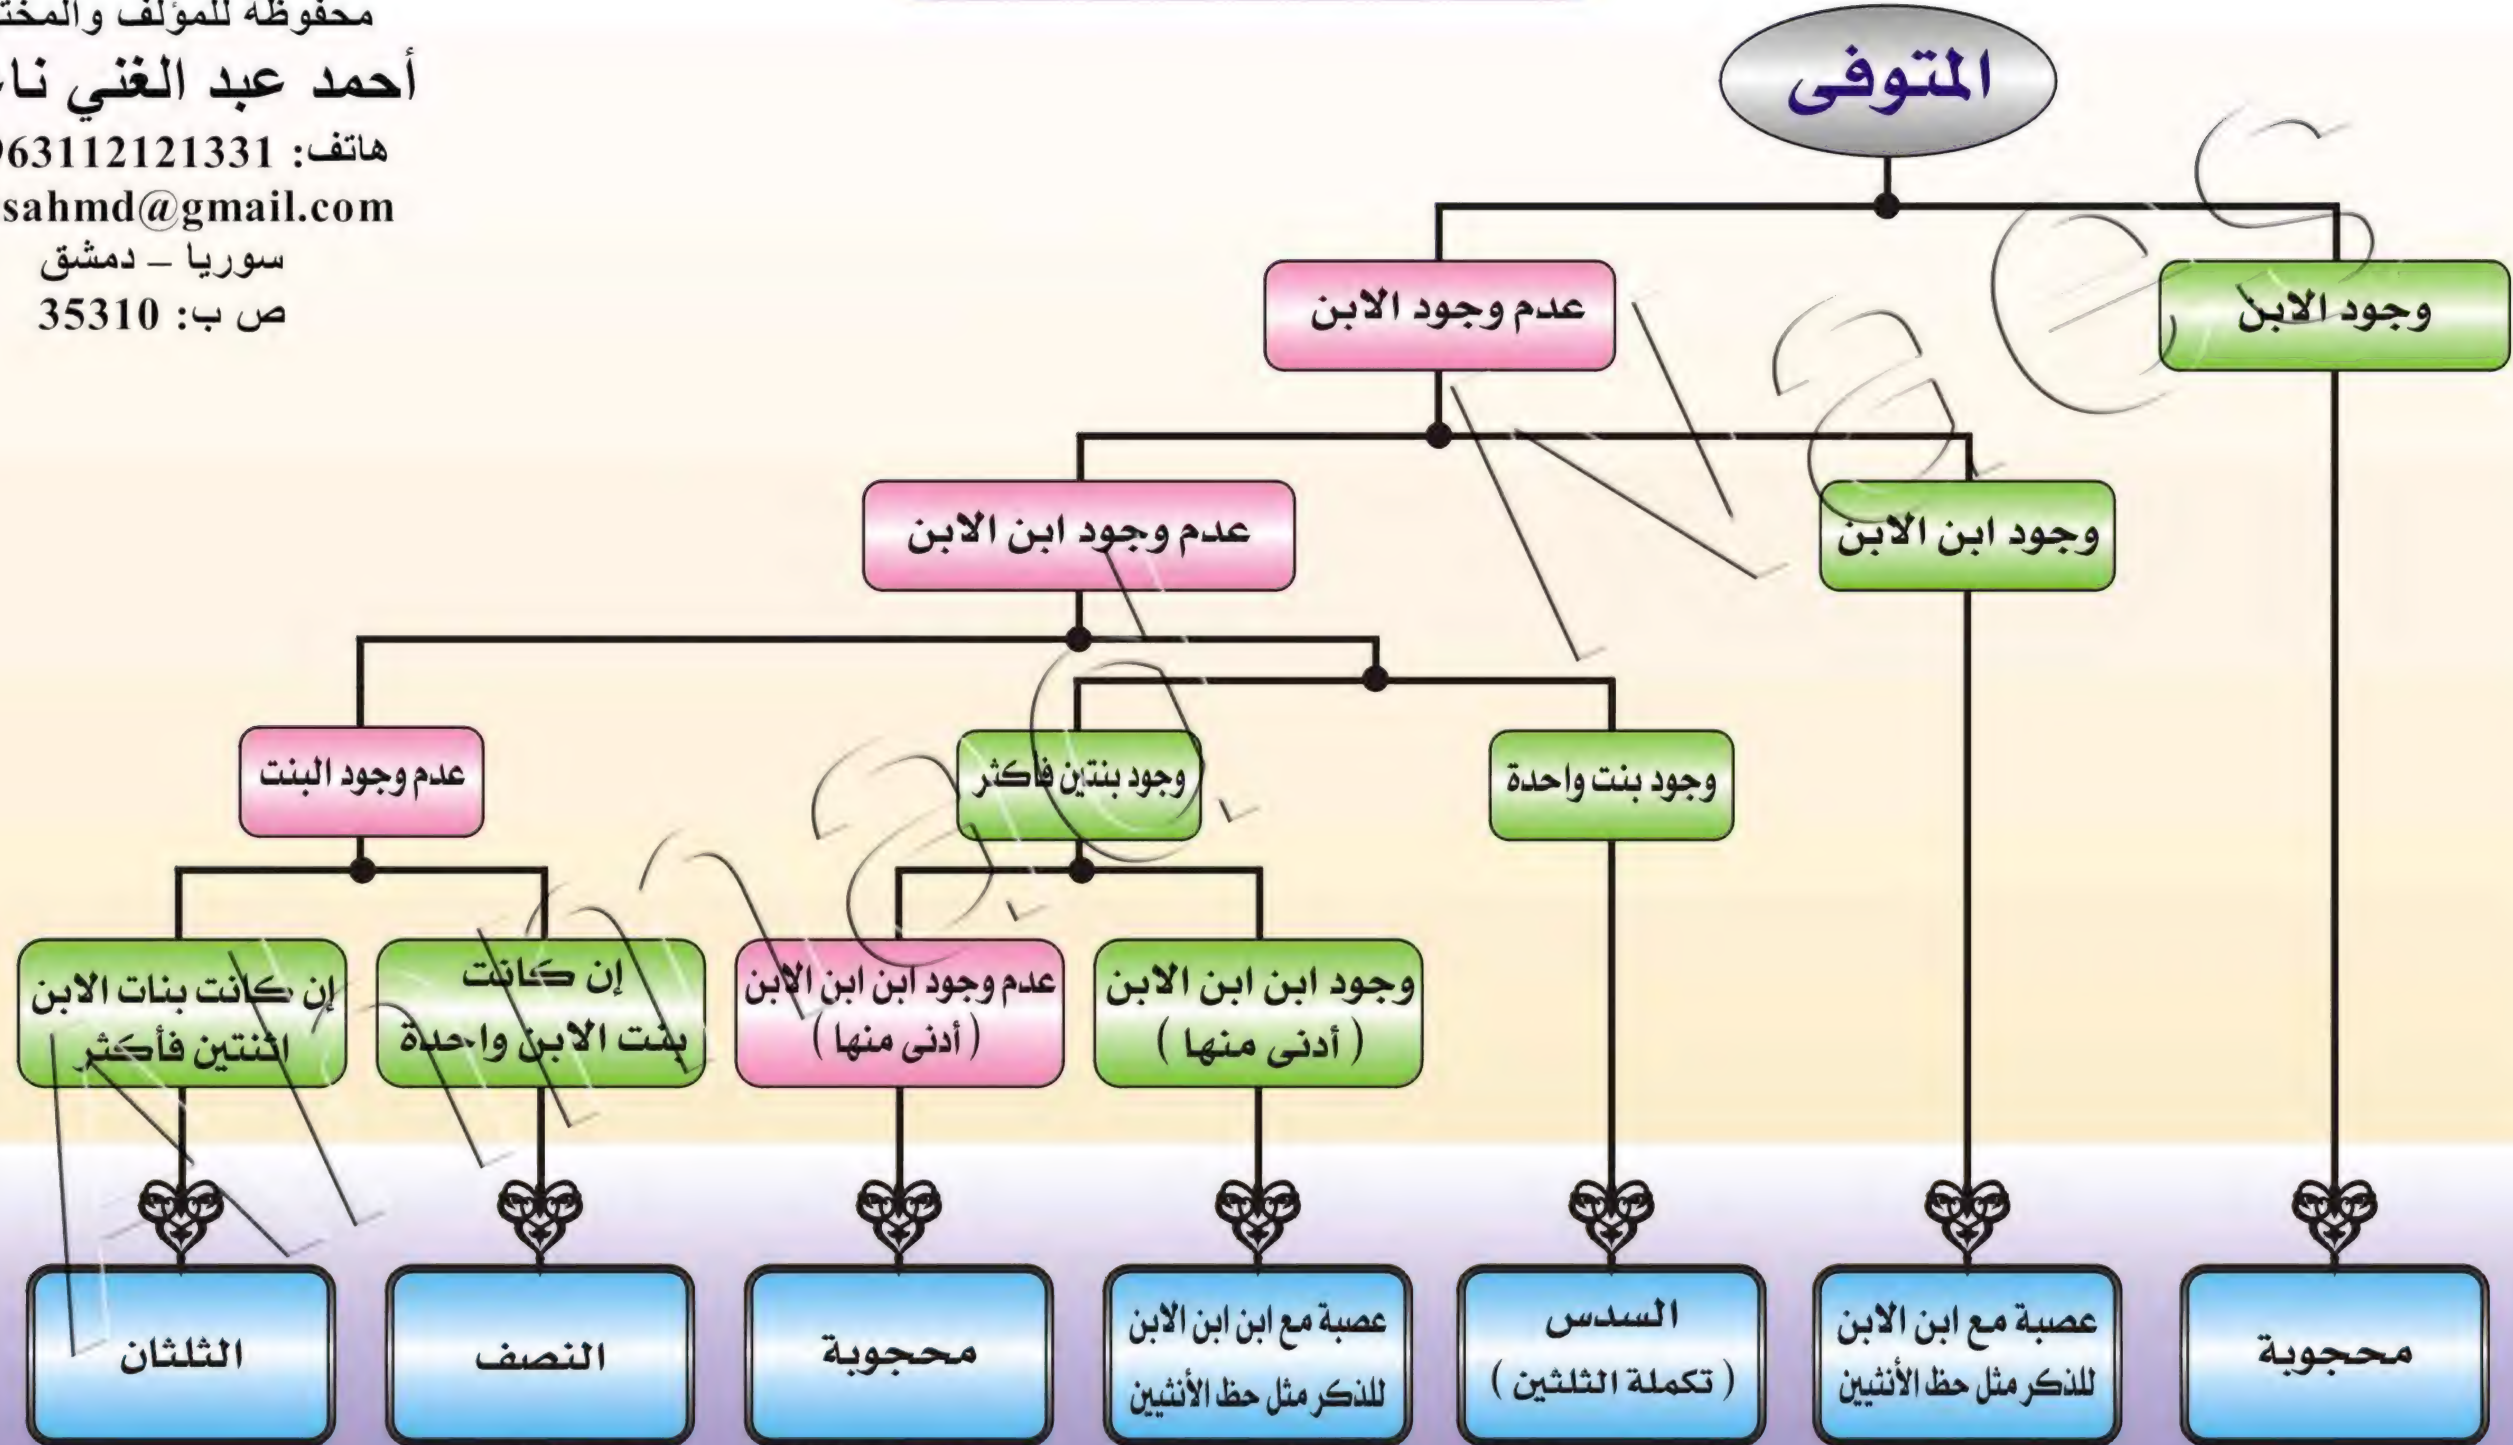 محفوظة للمؤلف
أحمد عبد الغني
هاتف: 63112121331
sahmd@gmail.com
سوريا – دمشق
ص ب: 35310
المتوفى
وجود الابن
عدم وجود الابن
وجود ابن الابن
عدم وجود ابن الابن
وجود بنت واحدة
وجود بنتين فأكثر
عدم وجود البنت
وجود ابن ابن الابن
( أدنى منها )
عدم وجود ابن ابن الابن
( أدنى منها )
إن كانت
بنت الابن واحدة
إن كانت بنات الابن
اثنتين فأكثر
محجوبة
عصبة مع ابن الابن
للذكر مثل حظ الأنثيين
السدس
( تكملة الثلثين )
عصبة مع ابن ابن الابن
للذكر مثل حظ الأنثيين
محجوبة
النصف
الثلثان